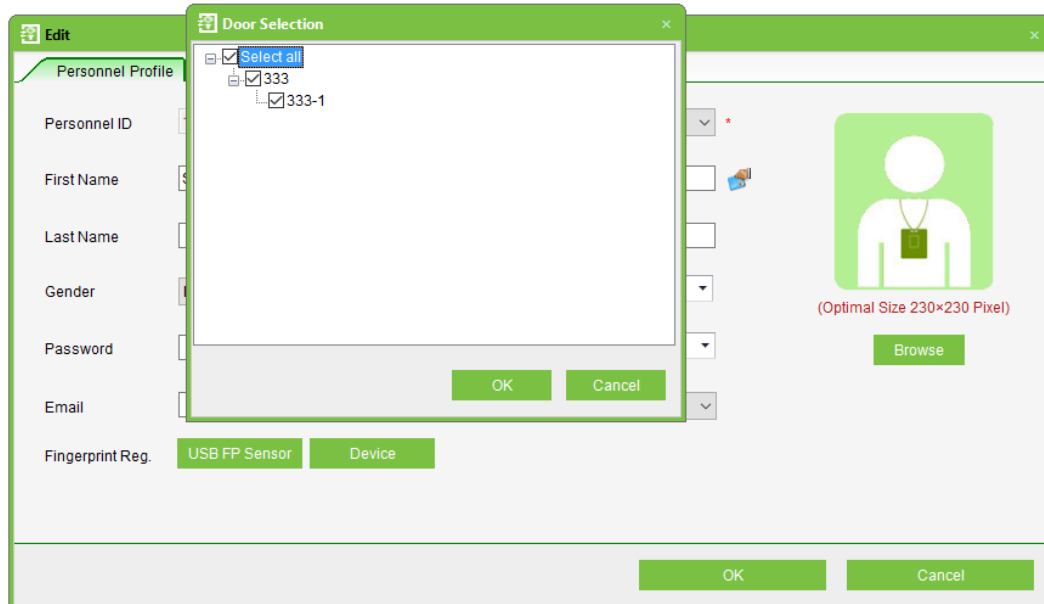 Door Selection
×
Edit
×
Select all
333
333-1
Personnel Profile
Personnel ID
*
First Name
Last Name
Gender
(Optimal Size 230×230 Pixel)
Password
Browse
OK
Cancel
Email
Fingerprint Reg.
USB FP Sensor
Device
OK
Cancel